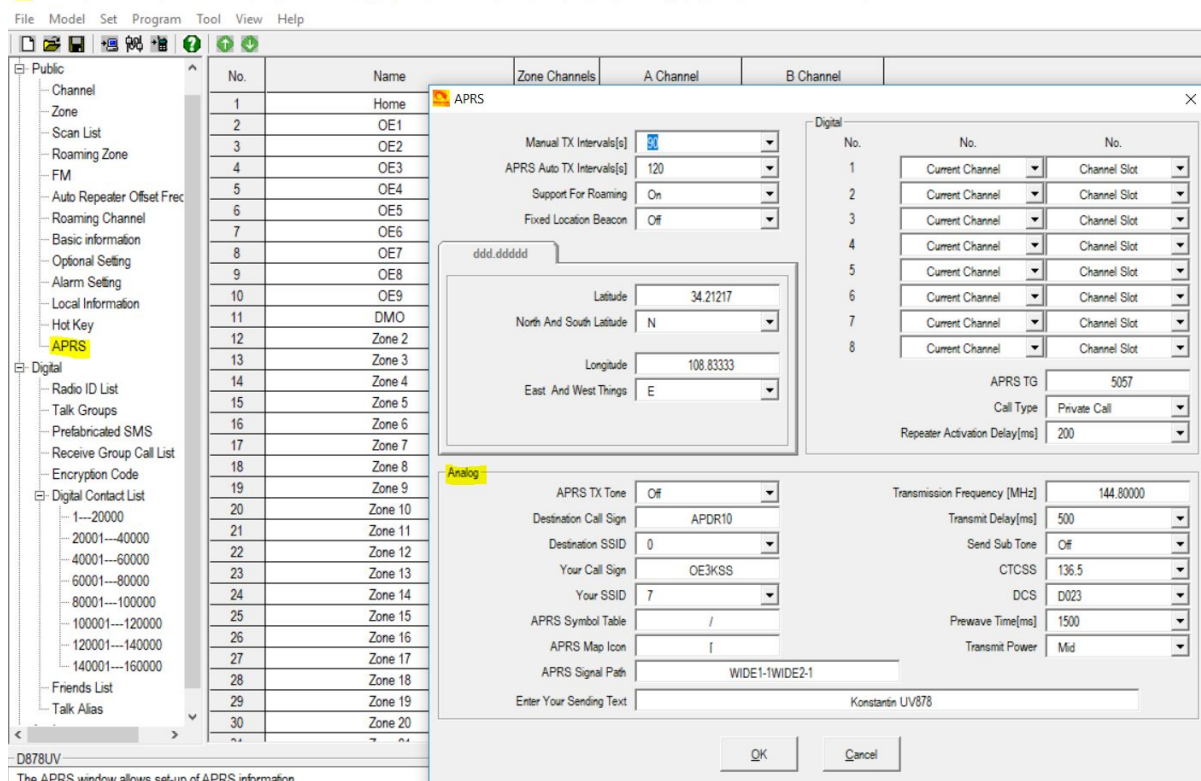 File Model Set Program Tool View Help
Public
Channel
Zone
Scan List
Roaming Zone
FM
Auto Repeater Offset Frec
Roaming Channel
Basic information
Optional Setting
Alarm Setting
Local Information
Hot Key
APRS
Digital
Radio ID List
Talk Groups
Prefabricated SMS
Receive Group Call List
Encryption Code
Digital Contact List
1---20000
20001---40000
40001---60000
60001---80000
80001---100000
100001---120000
120001---140000
140001---160000
Friends List
Talk Alias
No. Name Zone Channels A Channel B Channel
1 Home
2 OE1
3 OE2
4 OE3
5 OE4
6 OE5
7 OE6
8 OE7
9 OE8
10 OE9
11 DMO
12 Zone 2
13 Zone 3
14 Zone 4
15 Zone 5
16 Zone 6
17 Zone 7
18 Zone 8
19 Zone 9
20 Zone 10
21 Zone 11
22 Zone 12
23 Zone 13
24 Zone 14
25 Zone 15
26 Zone 16
27 Zone 17
28 Zone 18
29 Zone 19
30 Zone 20
APRS
Manual TX Intervals[s] 90
APRS Auto TX Intervals[s] 120
Support For Roaming On
Fixed Location Beacon Off
ddd.ddddd
Latitude 34.21217
North And South Latitude N
Longitude 108.83333
East And West Things E
Digital
No. No. No.
1 Current Channel Channel Slot
2 Current Channel Channel Slot
3 Current Channel Channel Slot
4 Current Channel Channel Slot
5 Current Channel Channel Slot
6 Current Channel Channel Slot
7 Current Channel Channel Slot
8 Current Channel Channel Slot
APRS TG 5057
Call Type Private Call
Repeater Activation Delay[ms] 200
Analog
APRS TX Tone Off
Destination Call Sign APDR10
Destination SSID 0
Your Call Sign OE3KSS
Your SSID 7
APRS Symbol Table /
APRS Map Icon [
APRS Signal Path WIDE1-1WIDE2-1
Enter Your Sending Text Konstantin UV878
Transmission Frequency [MHz] 144.80000
Transmit Delay[ms] 500
Send Sub Tone Off
CTCSS 136.5
DCS D023
Prewave Time[ms] 1500
Transmit Power Mid
OK Cancel
D878UV
The APRS window allows set-up of APRS information